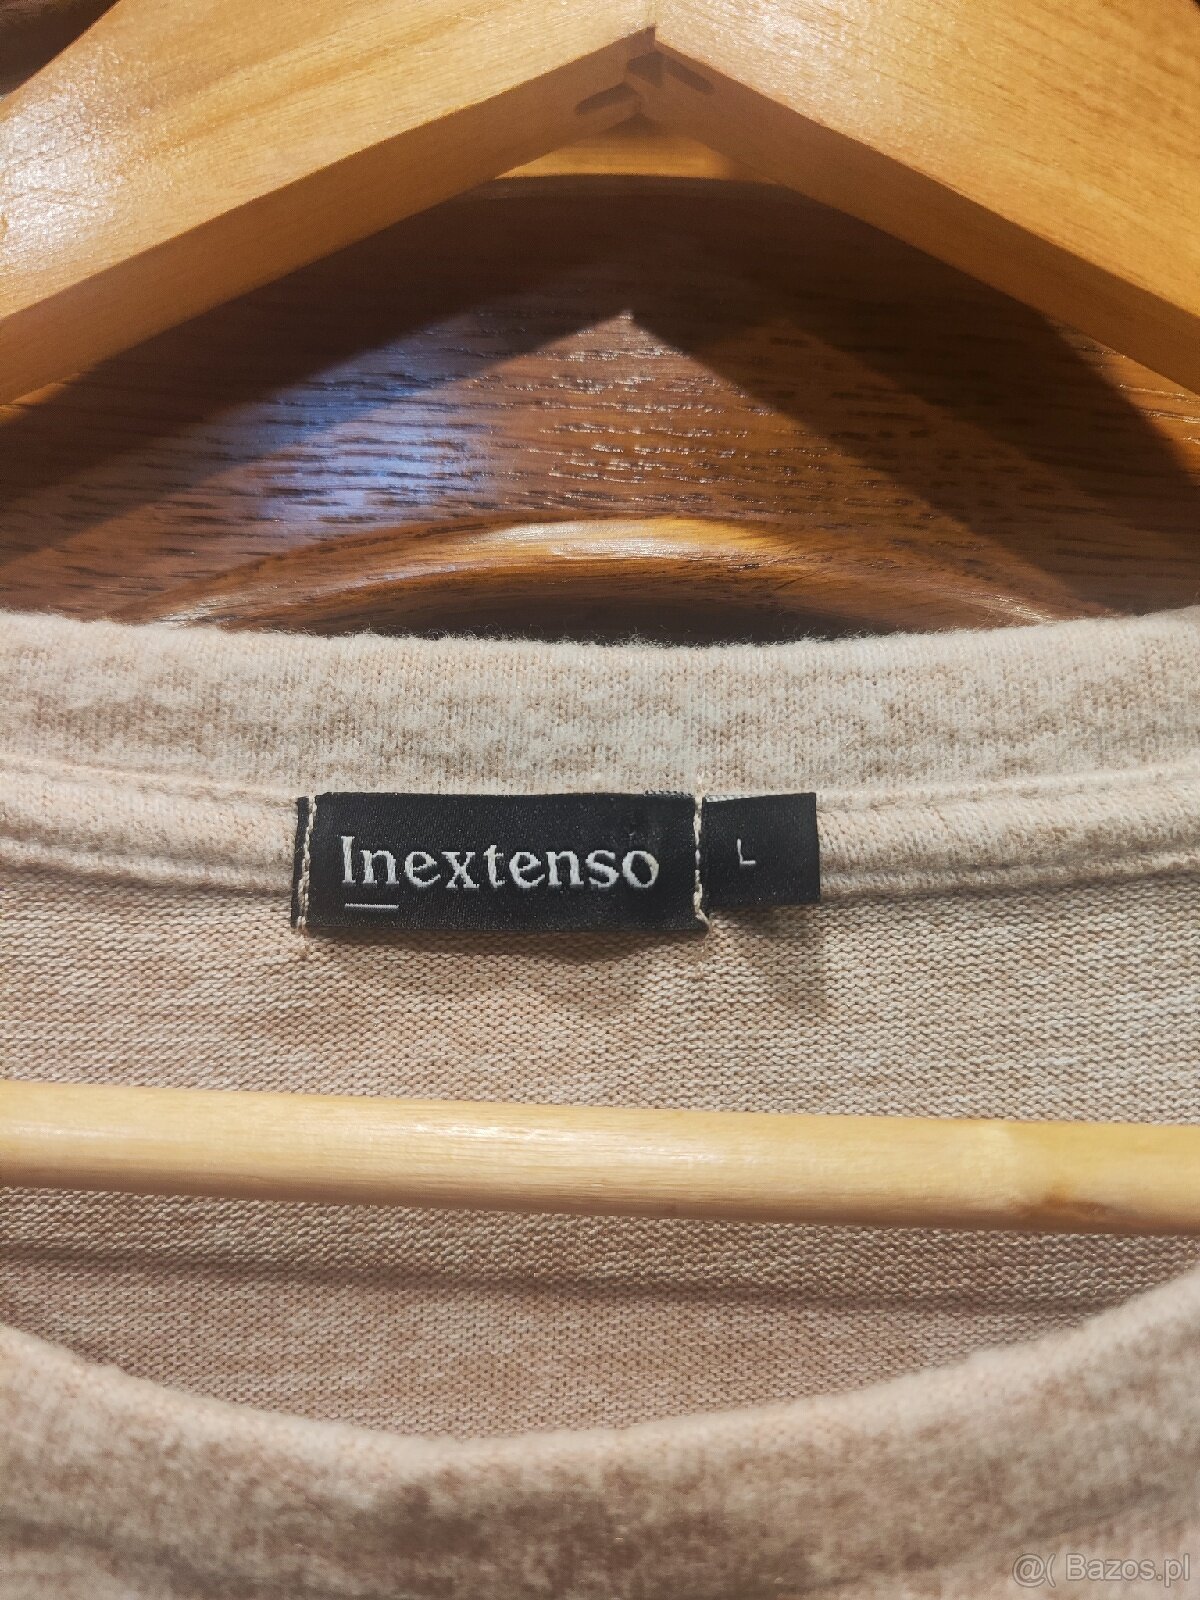 Inextenso
L
@( Bazos.pl